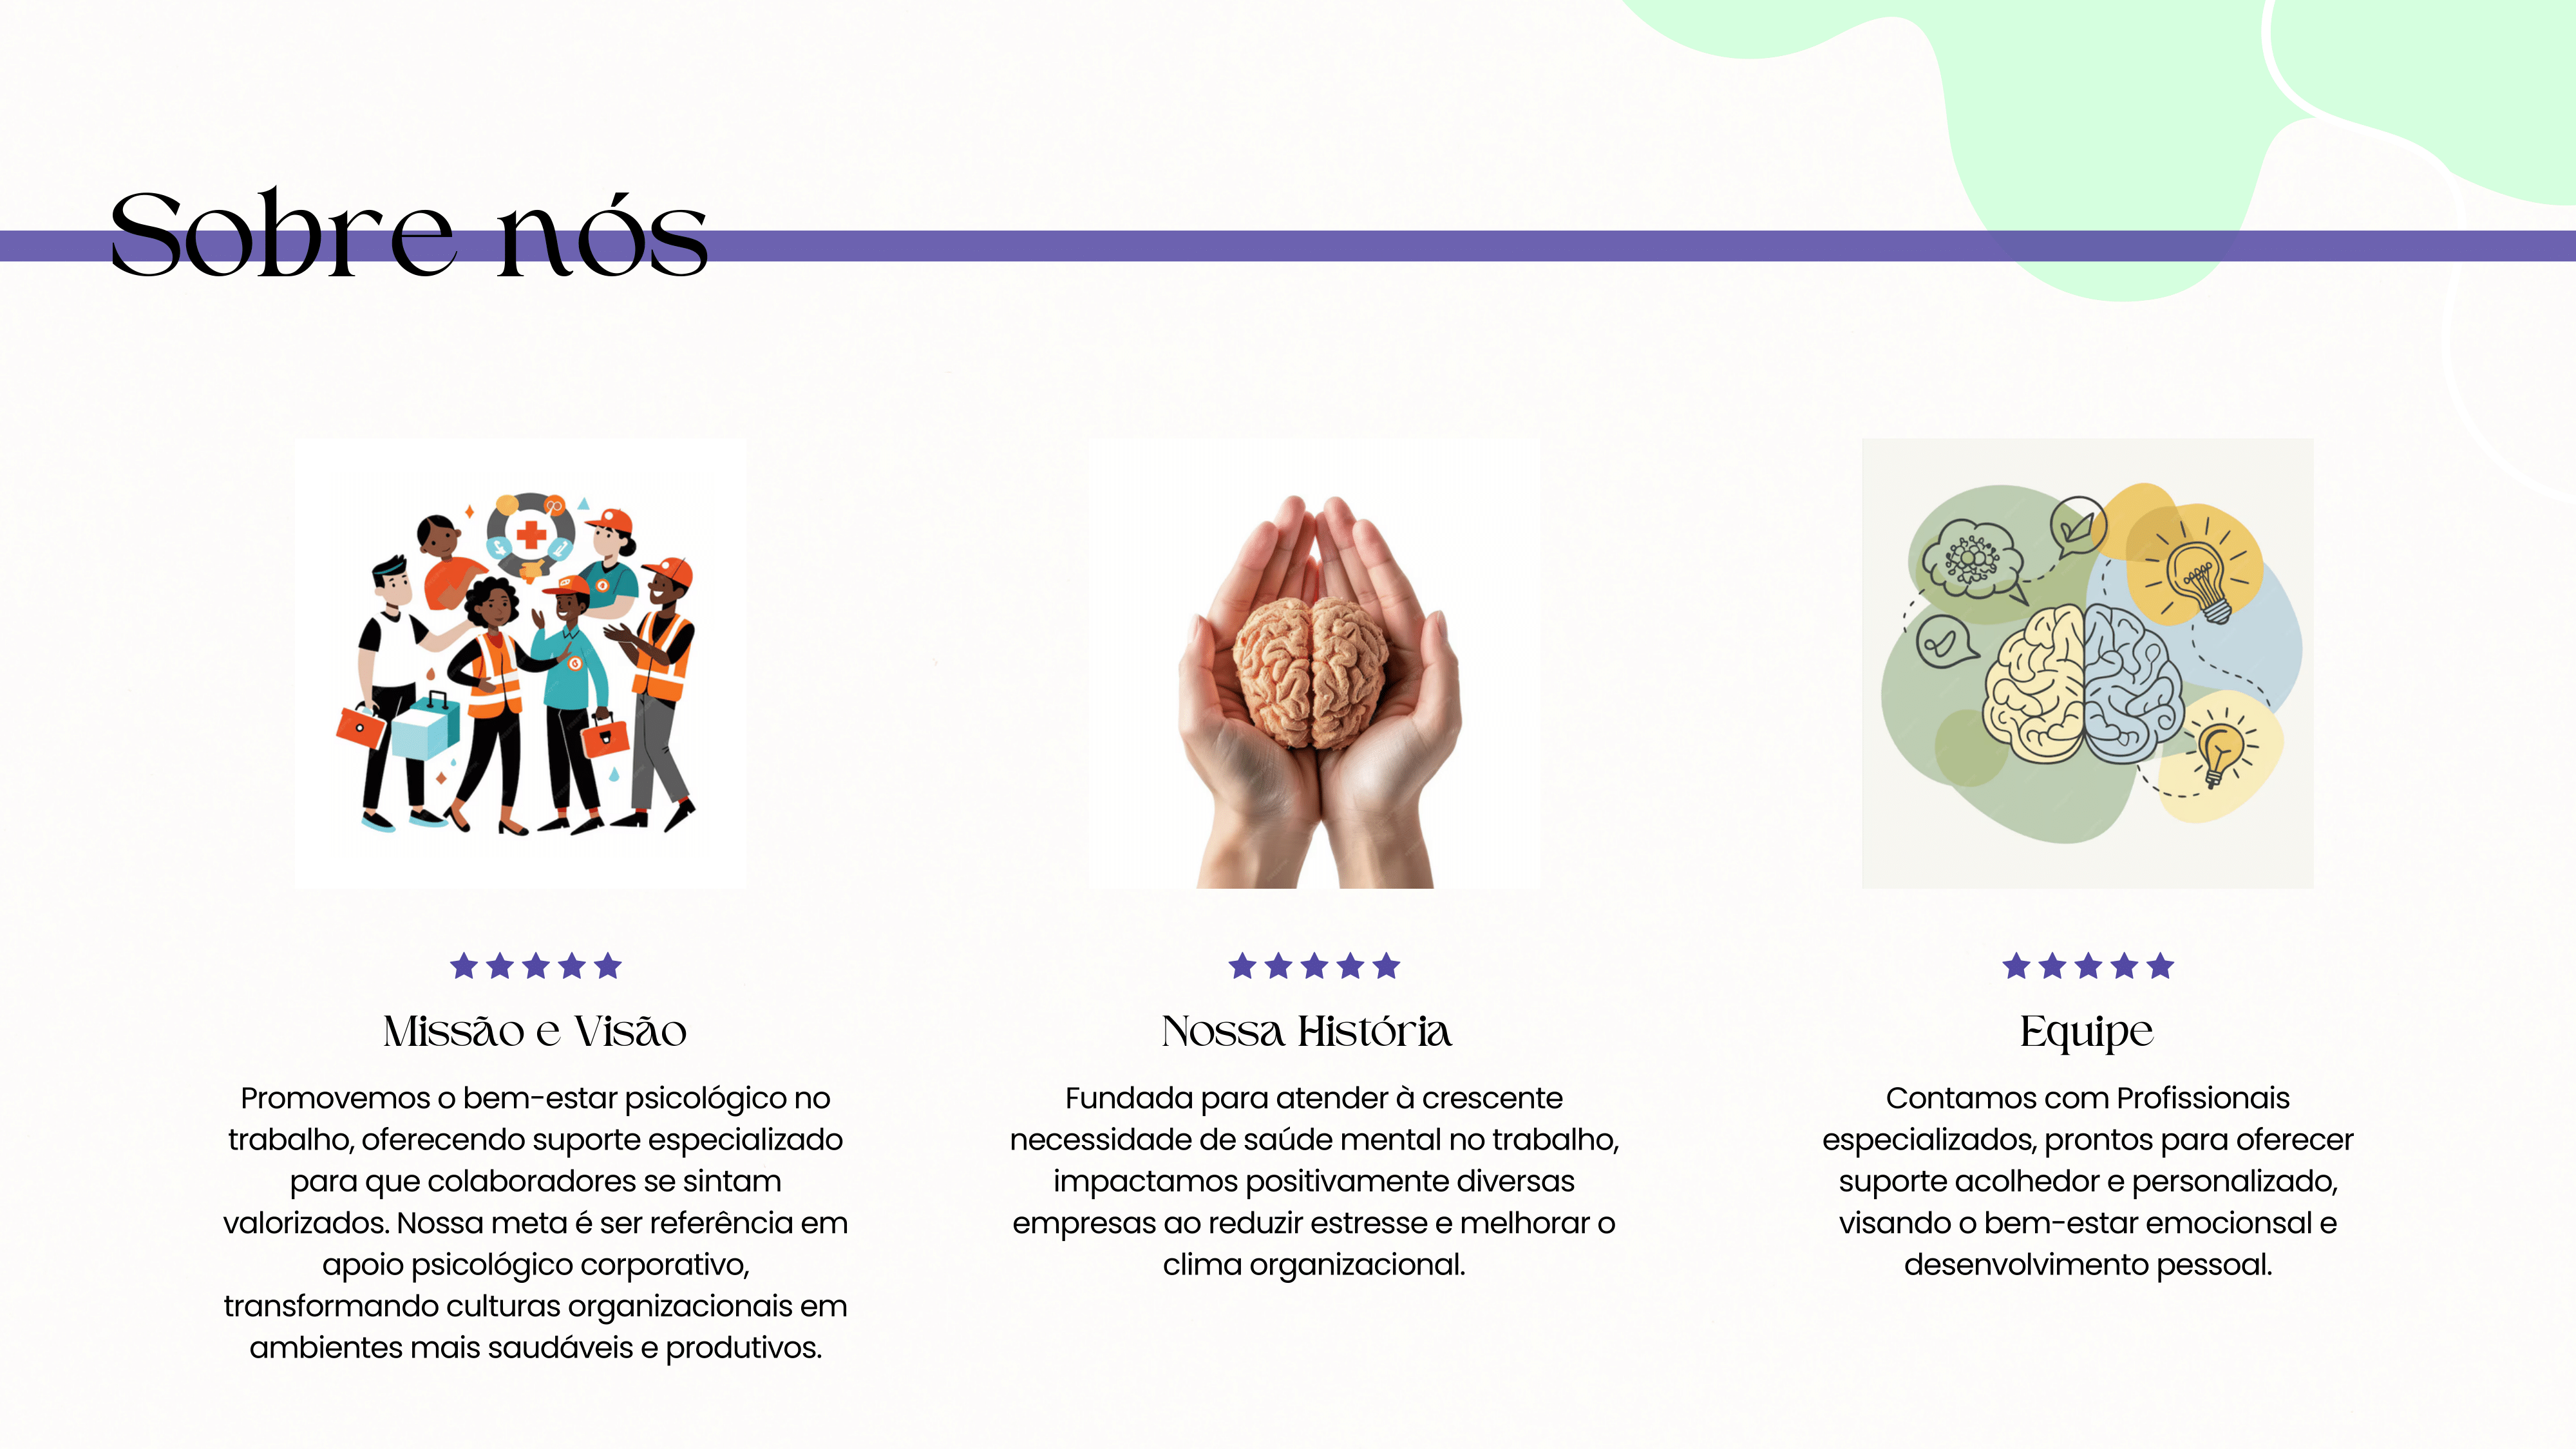 Sobre nós
Missão e Visão
Promovemos o bem-estar psicológico no
trabalho, oferecendo suporte especializado
para que colaboradores se sintam
valorizados. Nossa meta é ser referência em
apoio psicológico corporativo,
transformando culturas organizacionais em
ambientes mais saudáveis e produtivos.
Nossa História
Fundada para atender à crescente
necessidade de saúde mental no trabalho,
impactamos positivamente diversas
empresas ao reduzir estresse e melhorar o
clima organizacional.
Equipe
Contamos com Profissionais
especializados, prontos para oferecer
suporte acolhedor e personalizado,
visando o bem-estar emocionsal e
desenvolvimento pessoal.